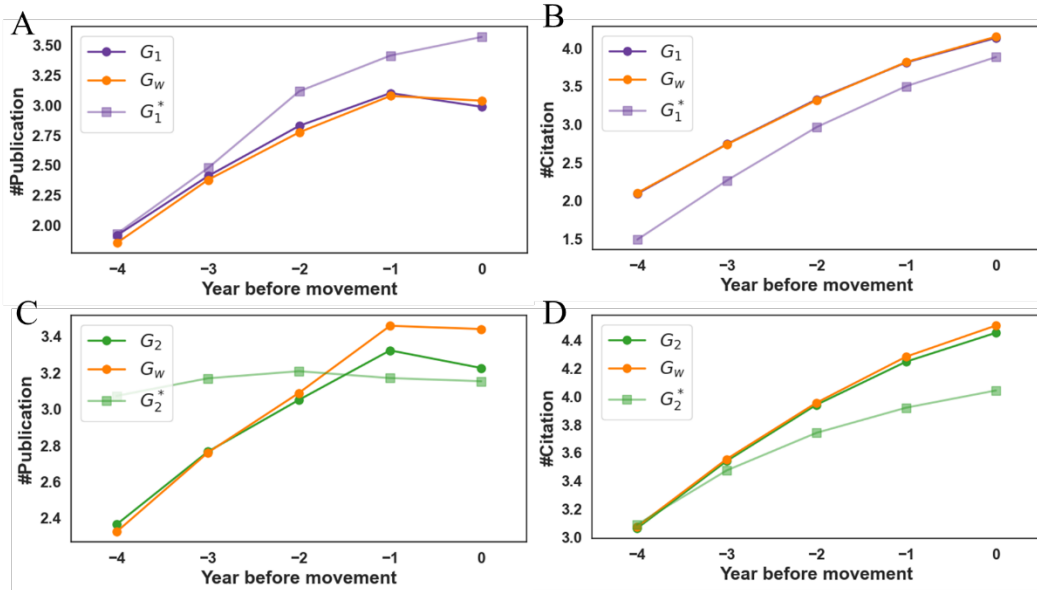 A
#Publication
3.50
3.25
3.00
2.75
2.50
2.25
2.00
G1
Gw
G1*
−4 −3 −2 −1 0
Year before movement
B
#Citation
4.0
3.5
3.0
2.5
2.0
1.5
G1
Gw
G1*
−4 −3 −2 −1 0
Year before movement
C
#Publication
3.4
3.2
3.0
2.8
2.6
2.4
G2
Gw
G2*
−4 −3 −2 −1 0
Year before movement
D
#Citation
4.4
4.2
4.0
3.8
3.6
3.4
3.2
3.0
G2
Gw
G2*
−4 −3 −2 −1 0
Year before movement